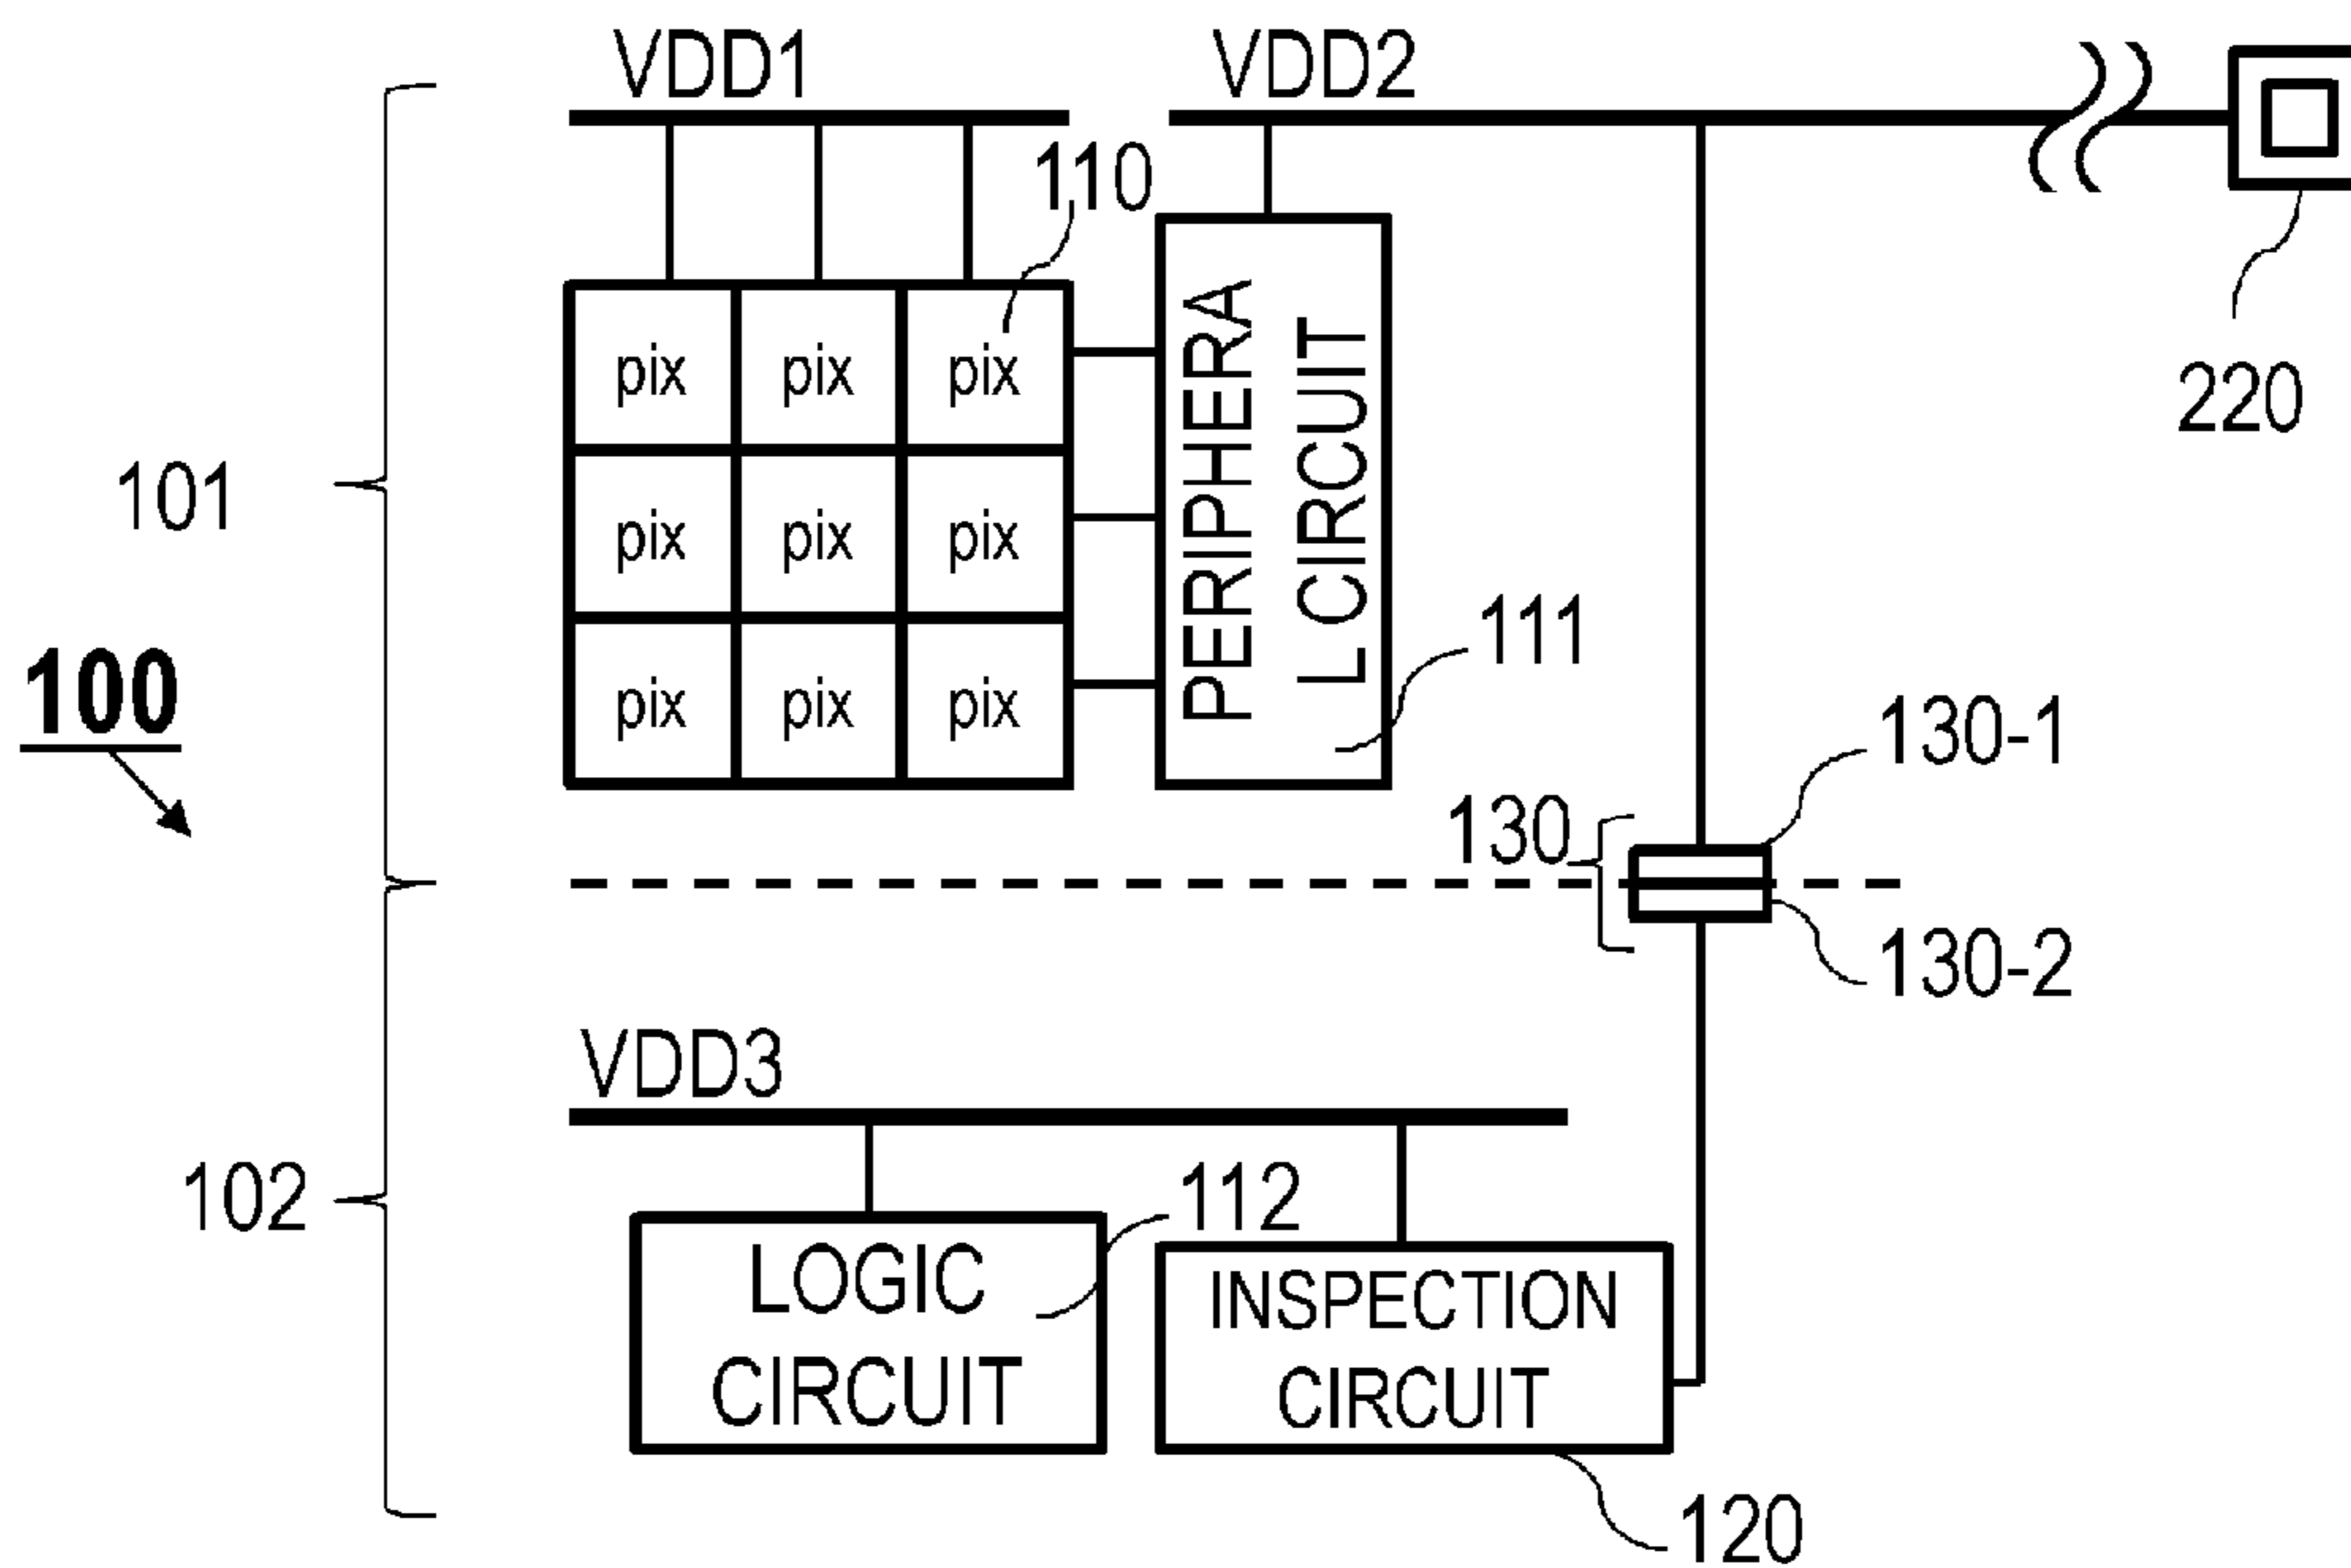 VDD1
VDD2
110
pix pix pix
pix pix pix
pix pix pix
PERIPHERA
L CIRCUIT
111
220
101
100
130-1
130
130-2
VDD3
102
112
LOGIC
CIRCUIT
INSPECTION
CIRCUIT
120